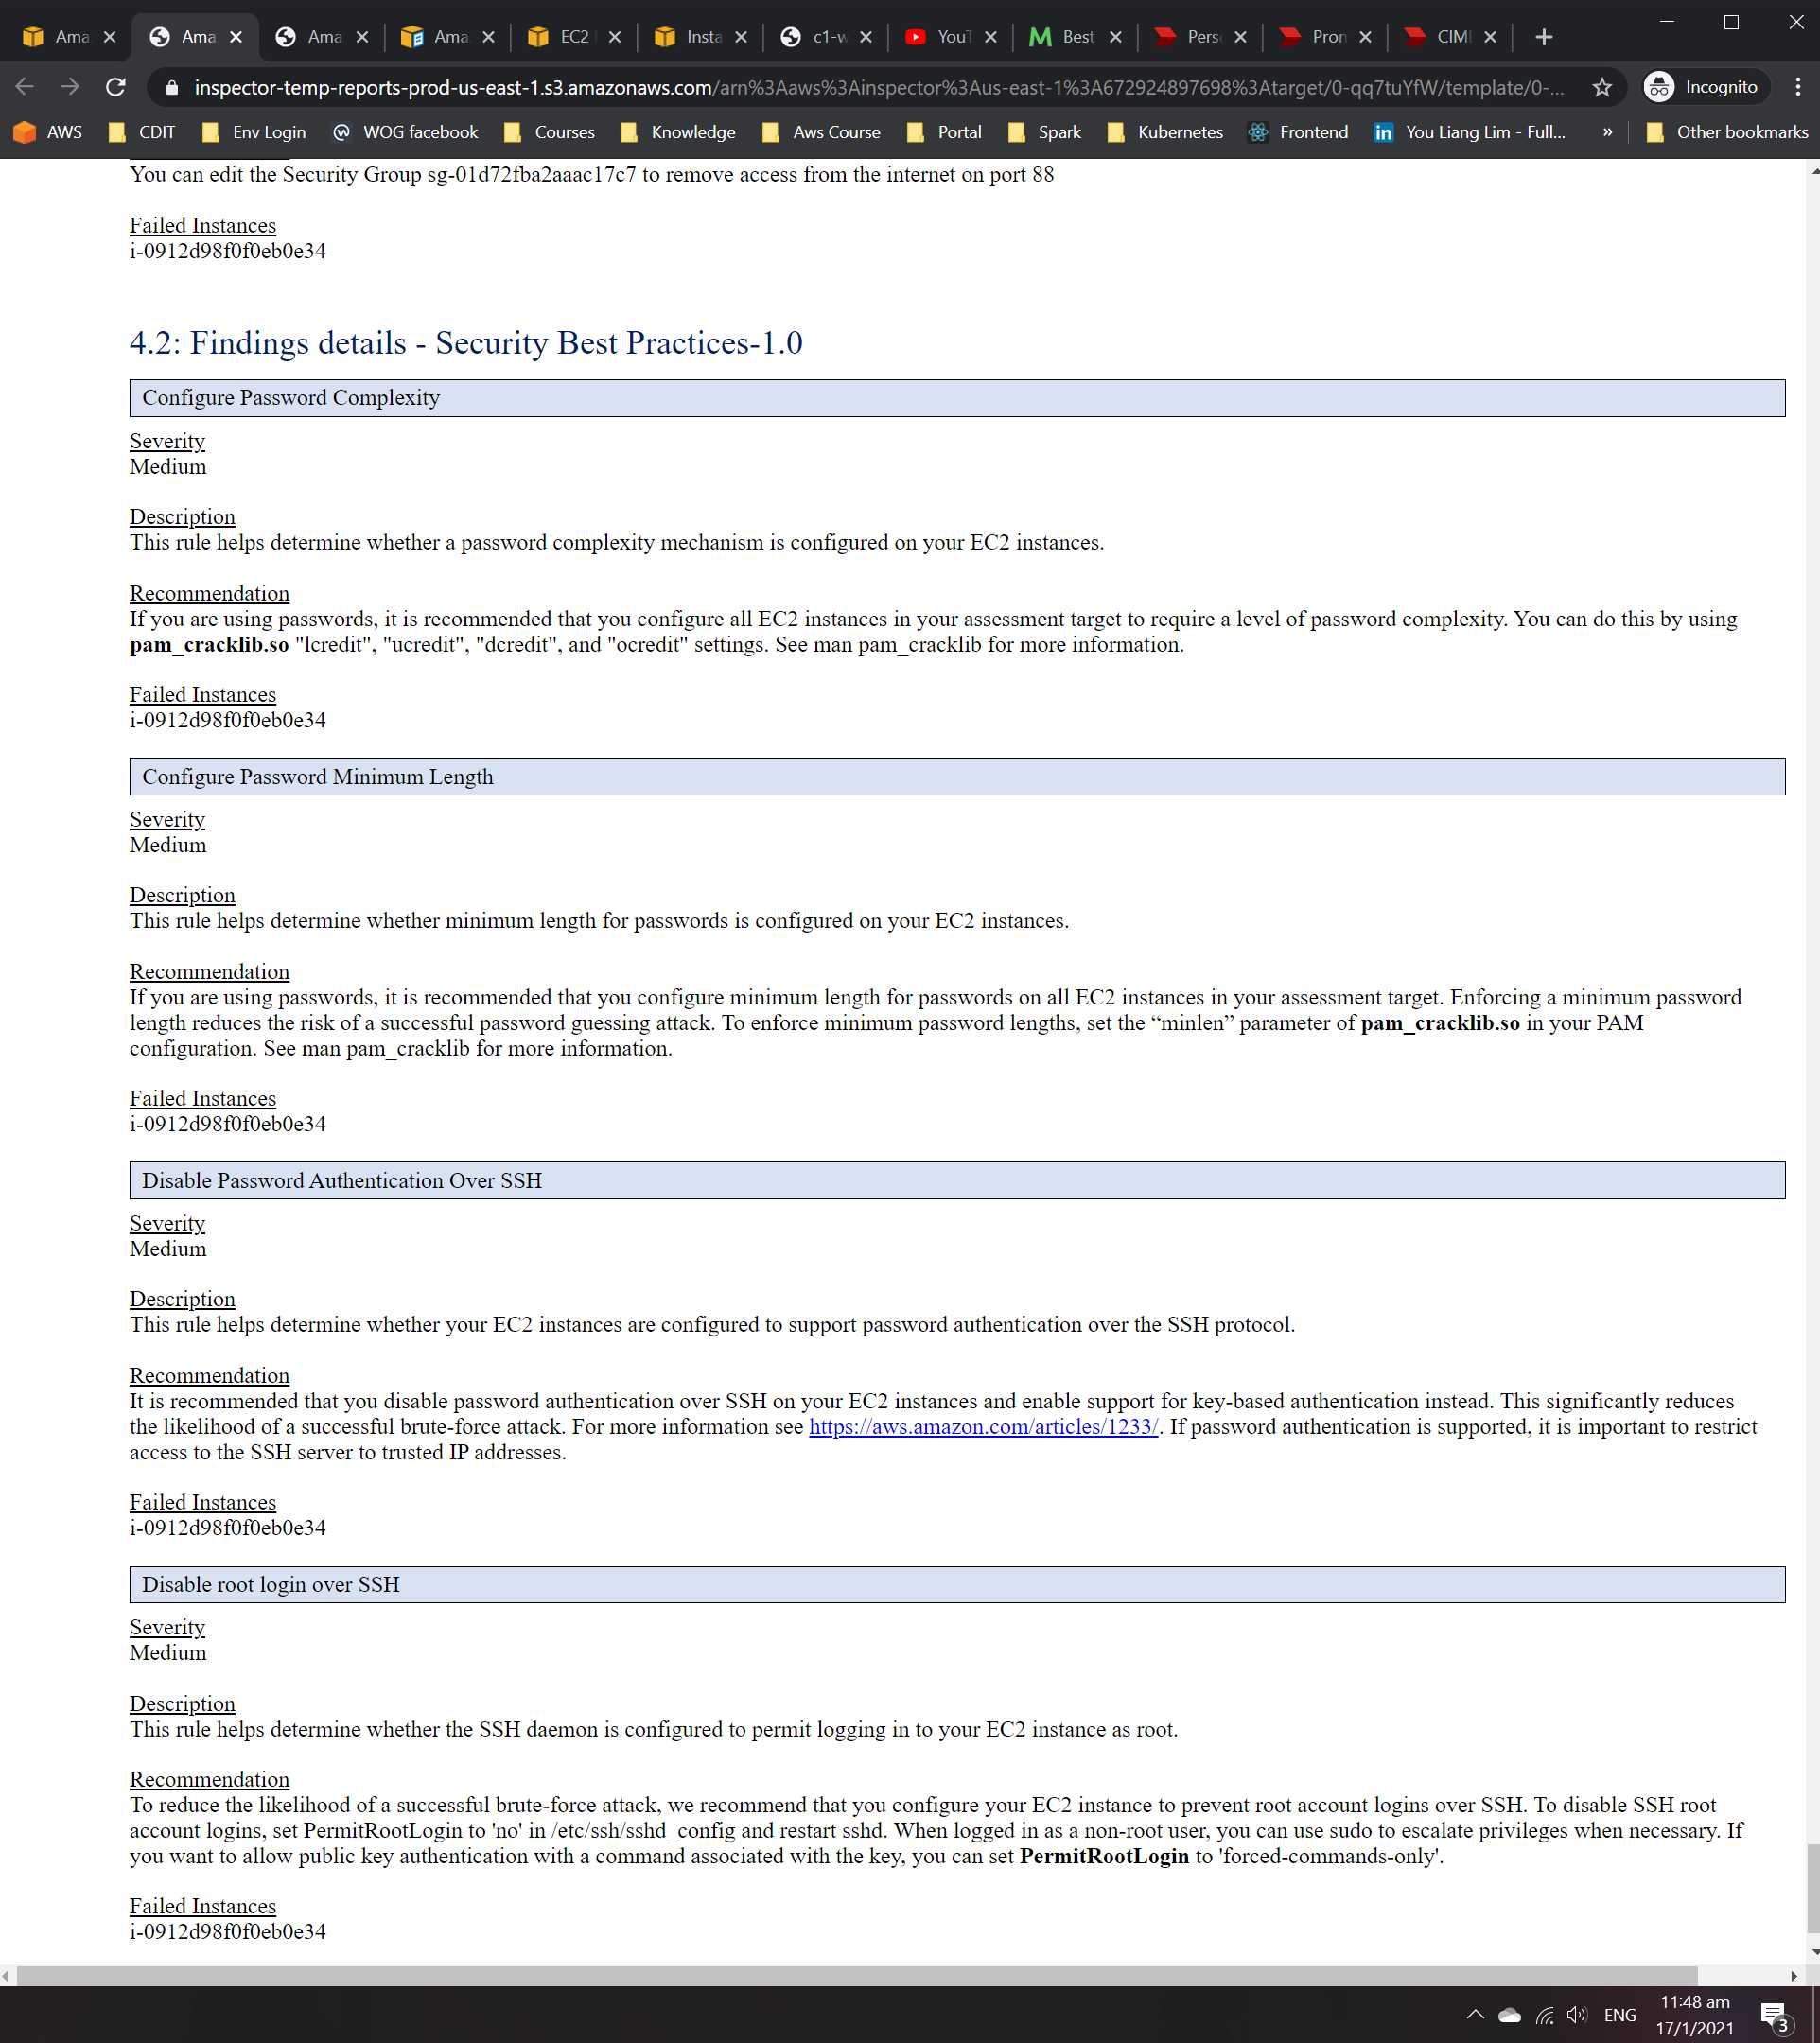 Ama
Ama
Ama
Ama
EC2
Insta
c1-w
YouT
Best
Pers
Pron
CIM
inspector-temp-reports-prod-us-east-1.s3.amazonaws.com/arn%3Aaws%3Ainspector%3Aus-east-1%3A672924897698%3Atarget/0-qq7tuYfW/template/0-...
Incognito
AWS
CDIT
Env Login
WOG facebook
Courses
Knowledge
Aws Course
Portal
Spark
Kubernetes
Frontend
in You Liang Lim - Full...
»
Other bookmarks
You can edit the Security Group sg-01d72fba2aaac17c7 to remove access from the internet on port 88
Failed Instances
i-0912d98f0f0eb0e34
4.2: Findings details - Security Best Practices-1.0
Configure Password Complexity
Severity
Medium
Description
This rule helps determine whether a password complexity mechanism is configured on your EC2 instances.
Recommendation
If you are using passwords, it is recommended that you configure all EC2 instances in your assessment target to require a level of password complexity. You can do this by using
pam_cracklib.so "lcredit", "ucredit", "dcredit", and "ocredit" settings. See man pam_cracklib for more information.
Failed Instances
i-0912d98f0f0eb0e34
Configure Password Minimum Length
Severity
Medium
Description
This rule helps determine whether minimum length for passwords is configured on your EC2 instances.
Recommendation
If you are using passwords, it is recommended that you configure minimum length for passwords on all EC2 instances in your assessment target. Enforcing a minimum password
length reduces the risk of a successful password guessing attack. To enforce minimum password lengths, set the “minlen” parameter of pam_cracklib.so in your PAM
configuration. See man pam_cracklib for more information.
Failed Instances
i-0912d98f0f0eb0e34
Disable Password Authentication Over SSH
Severity
Medium
Description
This rule helps determine whether your EC2 instances are configured to support password authentication over the SSH protocol.
Recommendation
It is recommended that you disable password authentication over SSH on your EC2 instances and enable support for key-based authentication instead. This significantly reduces
the likelihood of a successful brute-force attack. For more information see https://aws.amazon.com/articles/1233/. If password authentication is supported, it is important to restrict
access to the SSH server to trusted IP addresses.
Failed Instances
i-0912d98f0f0eb0e34
Disable root login over SSH
Severity
Medium
Description
This rule helps determine whether the SSH daemon is configured to permit logging in to your EC2 instance as root.
Recommendation
To reduce the likelihood of a successful brute-force attack, we recommend that you configure your EC2 instance to prevent root account logins over SSH. To disable SSH root
account logins, set PermitRootLogin to 'no' in /etc/ssh/sshd_config and restart sshd. When logged in as a non-root user, you can use sudo to escalate privileges when necessary. If
you want to allow public key authentication with a command associated with the key, you can set PermitRootLogin to 'forced-commands-only'.
Failed Instances
i-0912d98f0f0eb0e34
ENG
11:48 am
17/1/2021
3